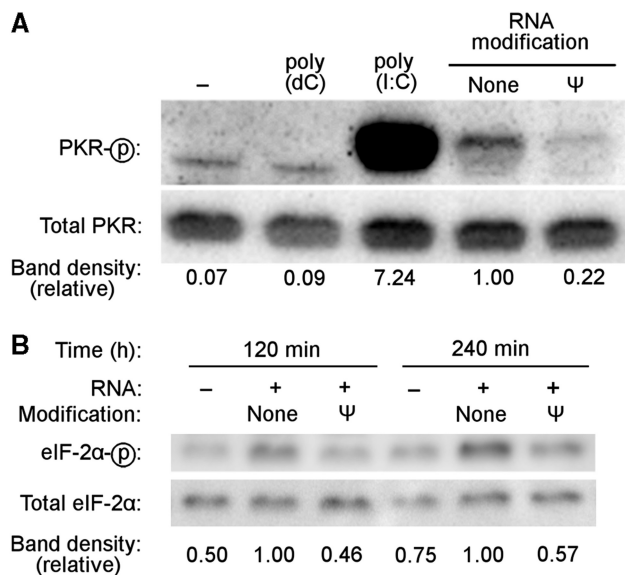 A
RNA
modification
– poly (dC) poly (I:C) None Ψ
PKR-ⓟ:
Total PKR:
Band density: 0.07 0.09 7.24 1.00 0.22
(relative)
B
Time (h): 120 min 240 min
RNA: – + + – + +
Modification: None Ψ None Ψ
eIF-2α-ⓟ:
Total eIF-2α:
Band density: 0.50 1.00 0.46 0.75 1.00 0.57
(relative)